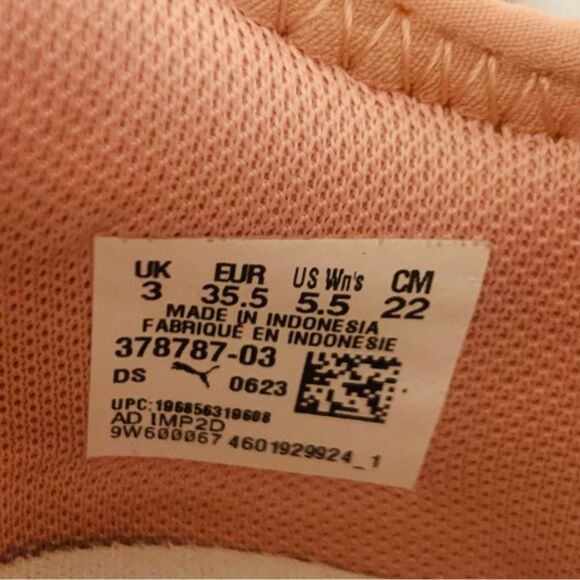 UK EUR US Wn's CM
3 35.5 5.5 22
MADE IN INDONESIA
FABRIQUÉ EN INDONESIE
378787-03
DS 0623
UPC:196856319608
AD IMP2D
9W600067 4601929924_1